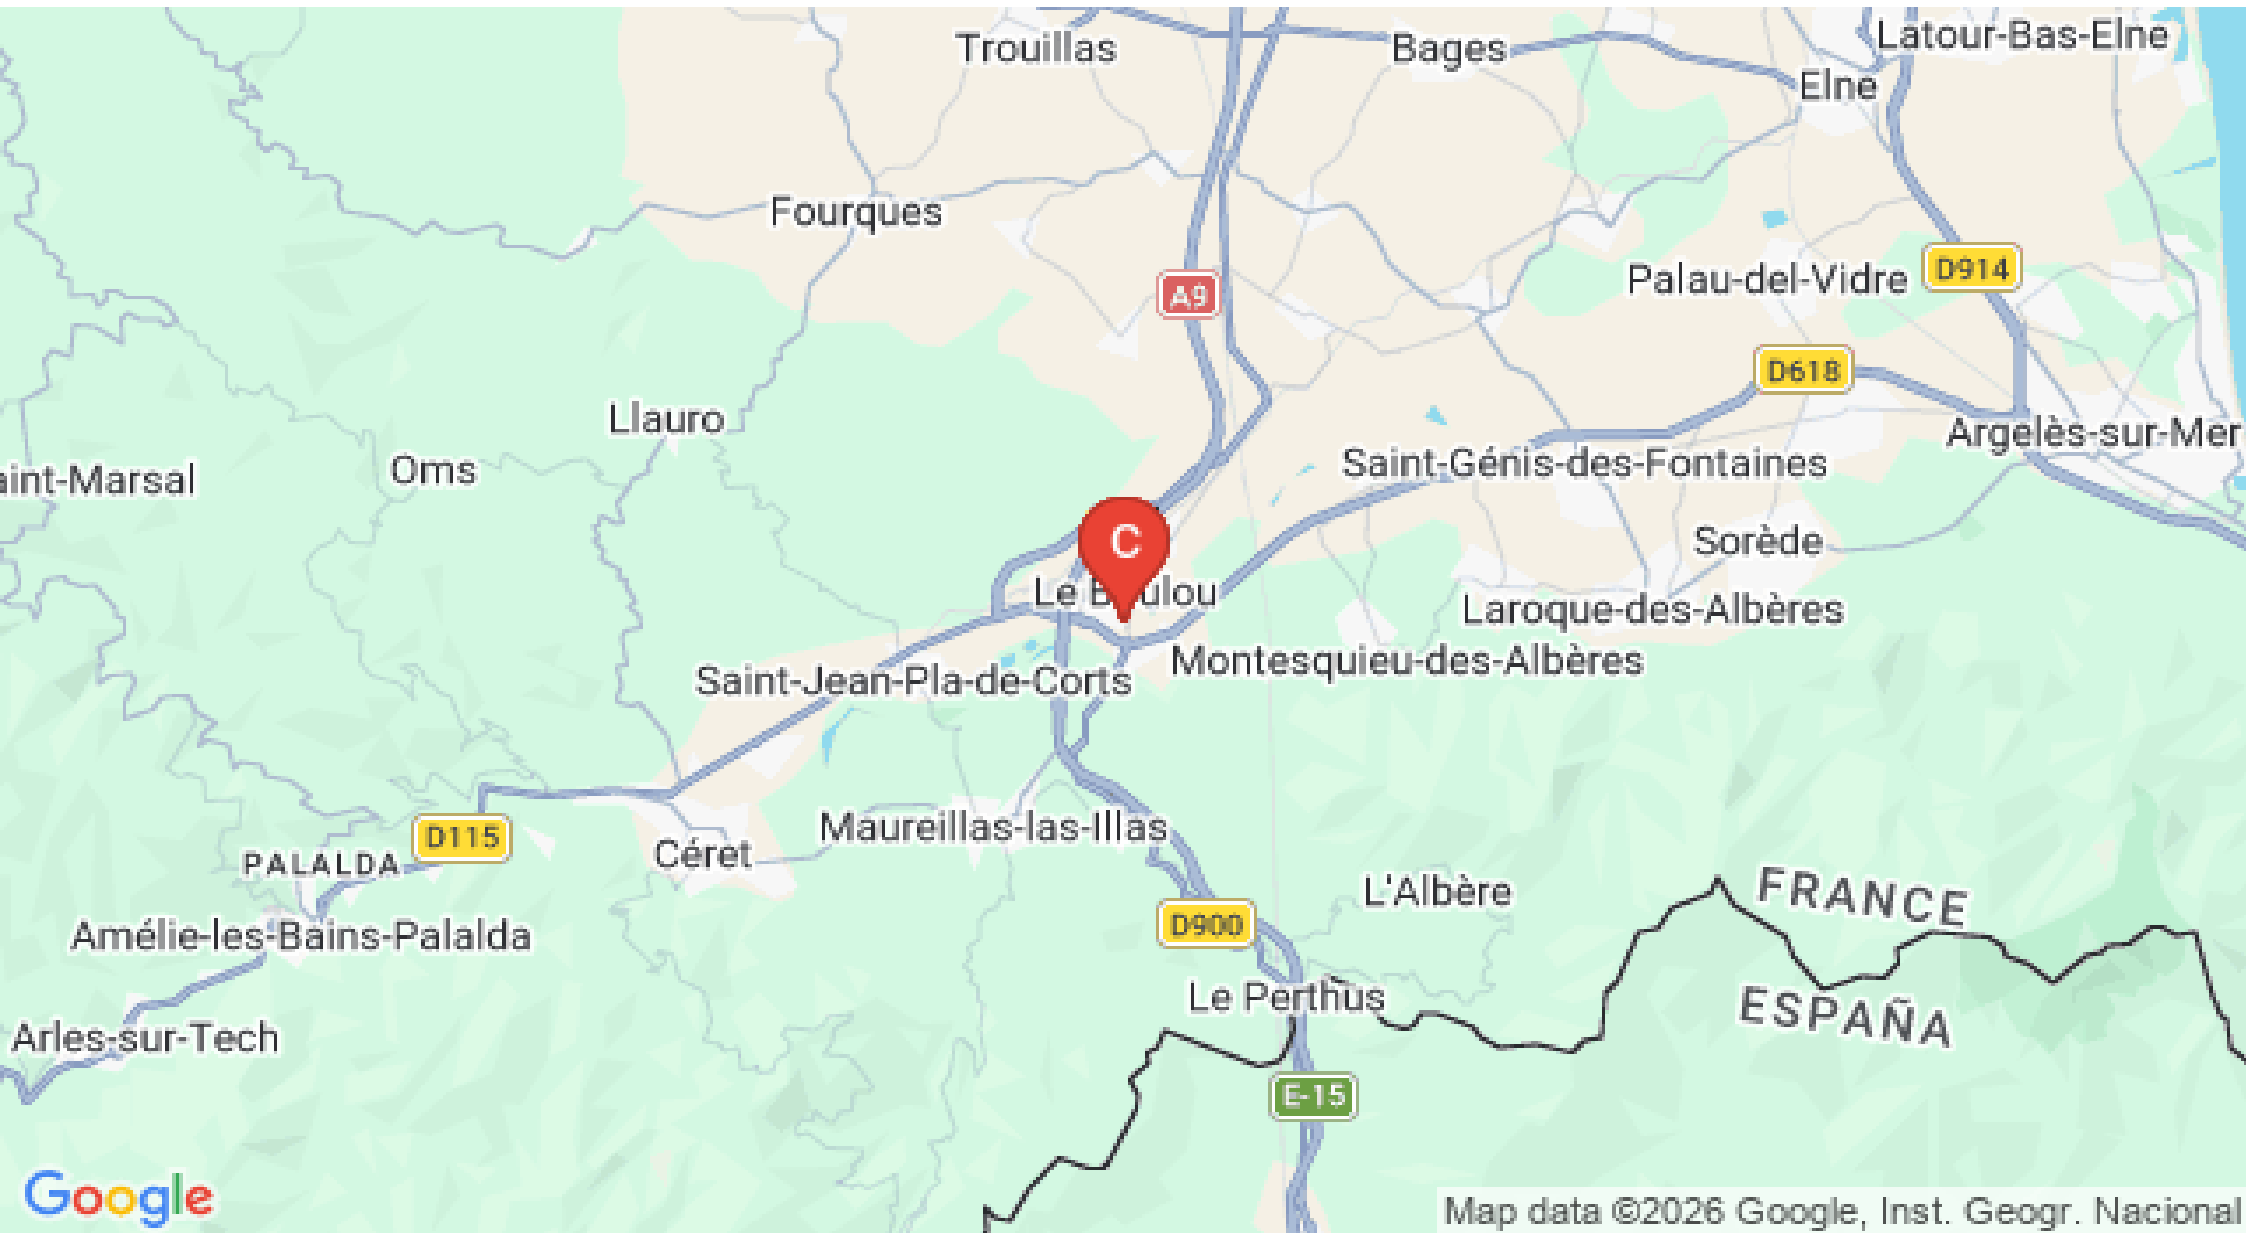 Latour-Bas-Elne
Trouillas
Bages
Elne
Fourques
Palau-del-Vidre
D914
A9
D618
Llauro
Argelès-sur-Mer
Oms
Saint-Génis-des-Fontaines
aint-Marsal
C
Sorède
Le Boulou
Laroque-des-Albères
Montesquieu-des-Albères
Saint-Jean-Pla-de-Corts
Maureillas-las-Illas
D115
Céret
PALALDA
L'Albère
FRANCE
D900
Amélie-les-Bains-Palalda
Le Perthus
ESPAÑA
Arles-sur-Tech
E-15
Google
Map data ©2026 Google, Inst. Geogr. Nacional